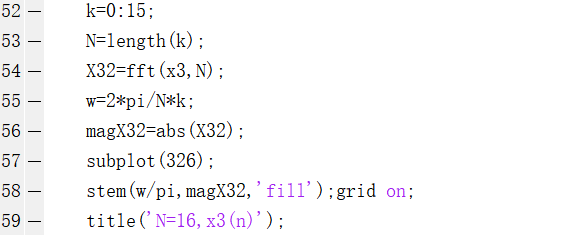 52 — k=0:15;
53 — N=length(k);
54 — X32=fft(x3,N);
55 — w=2*pi/N*k;
56 — magX32=abs(X32);
57 — subplot(326);
58 — stem(w/pi,magX32,'fill');grid on;
59 — title('N=16,x3(n)');